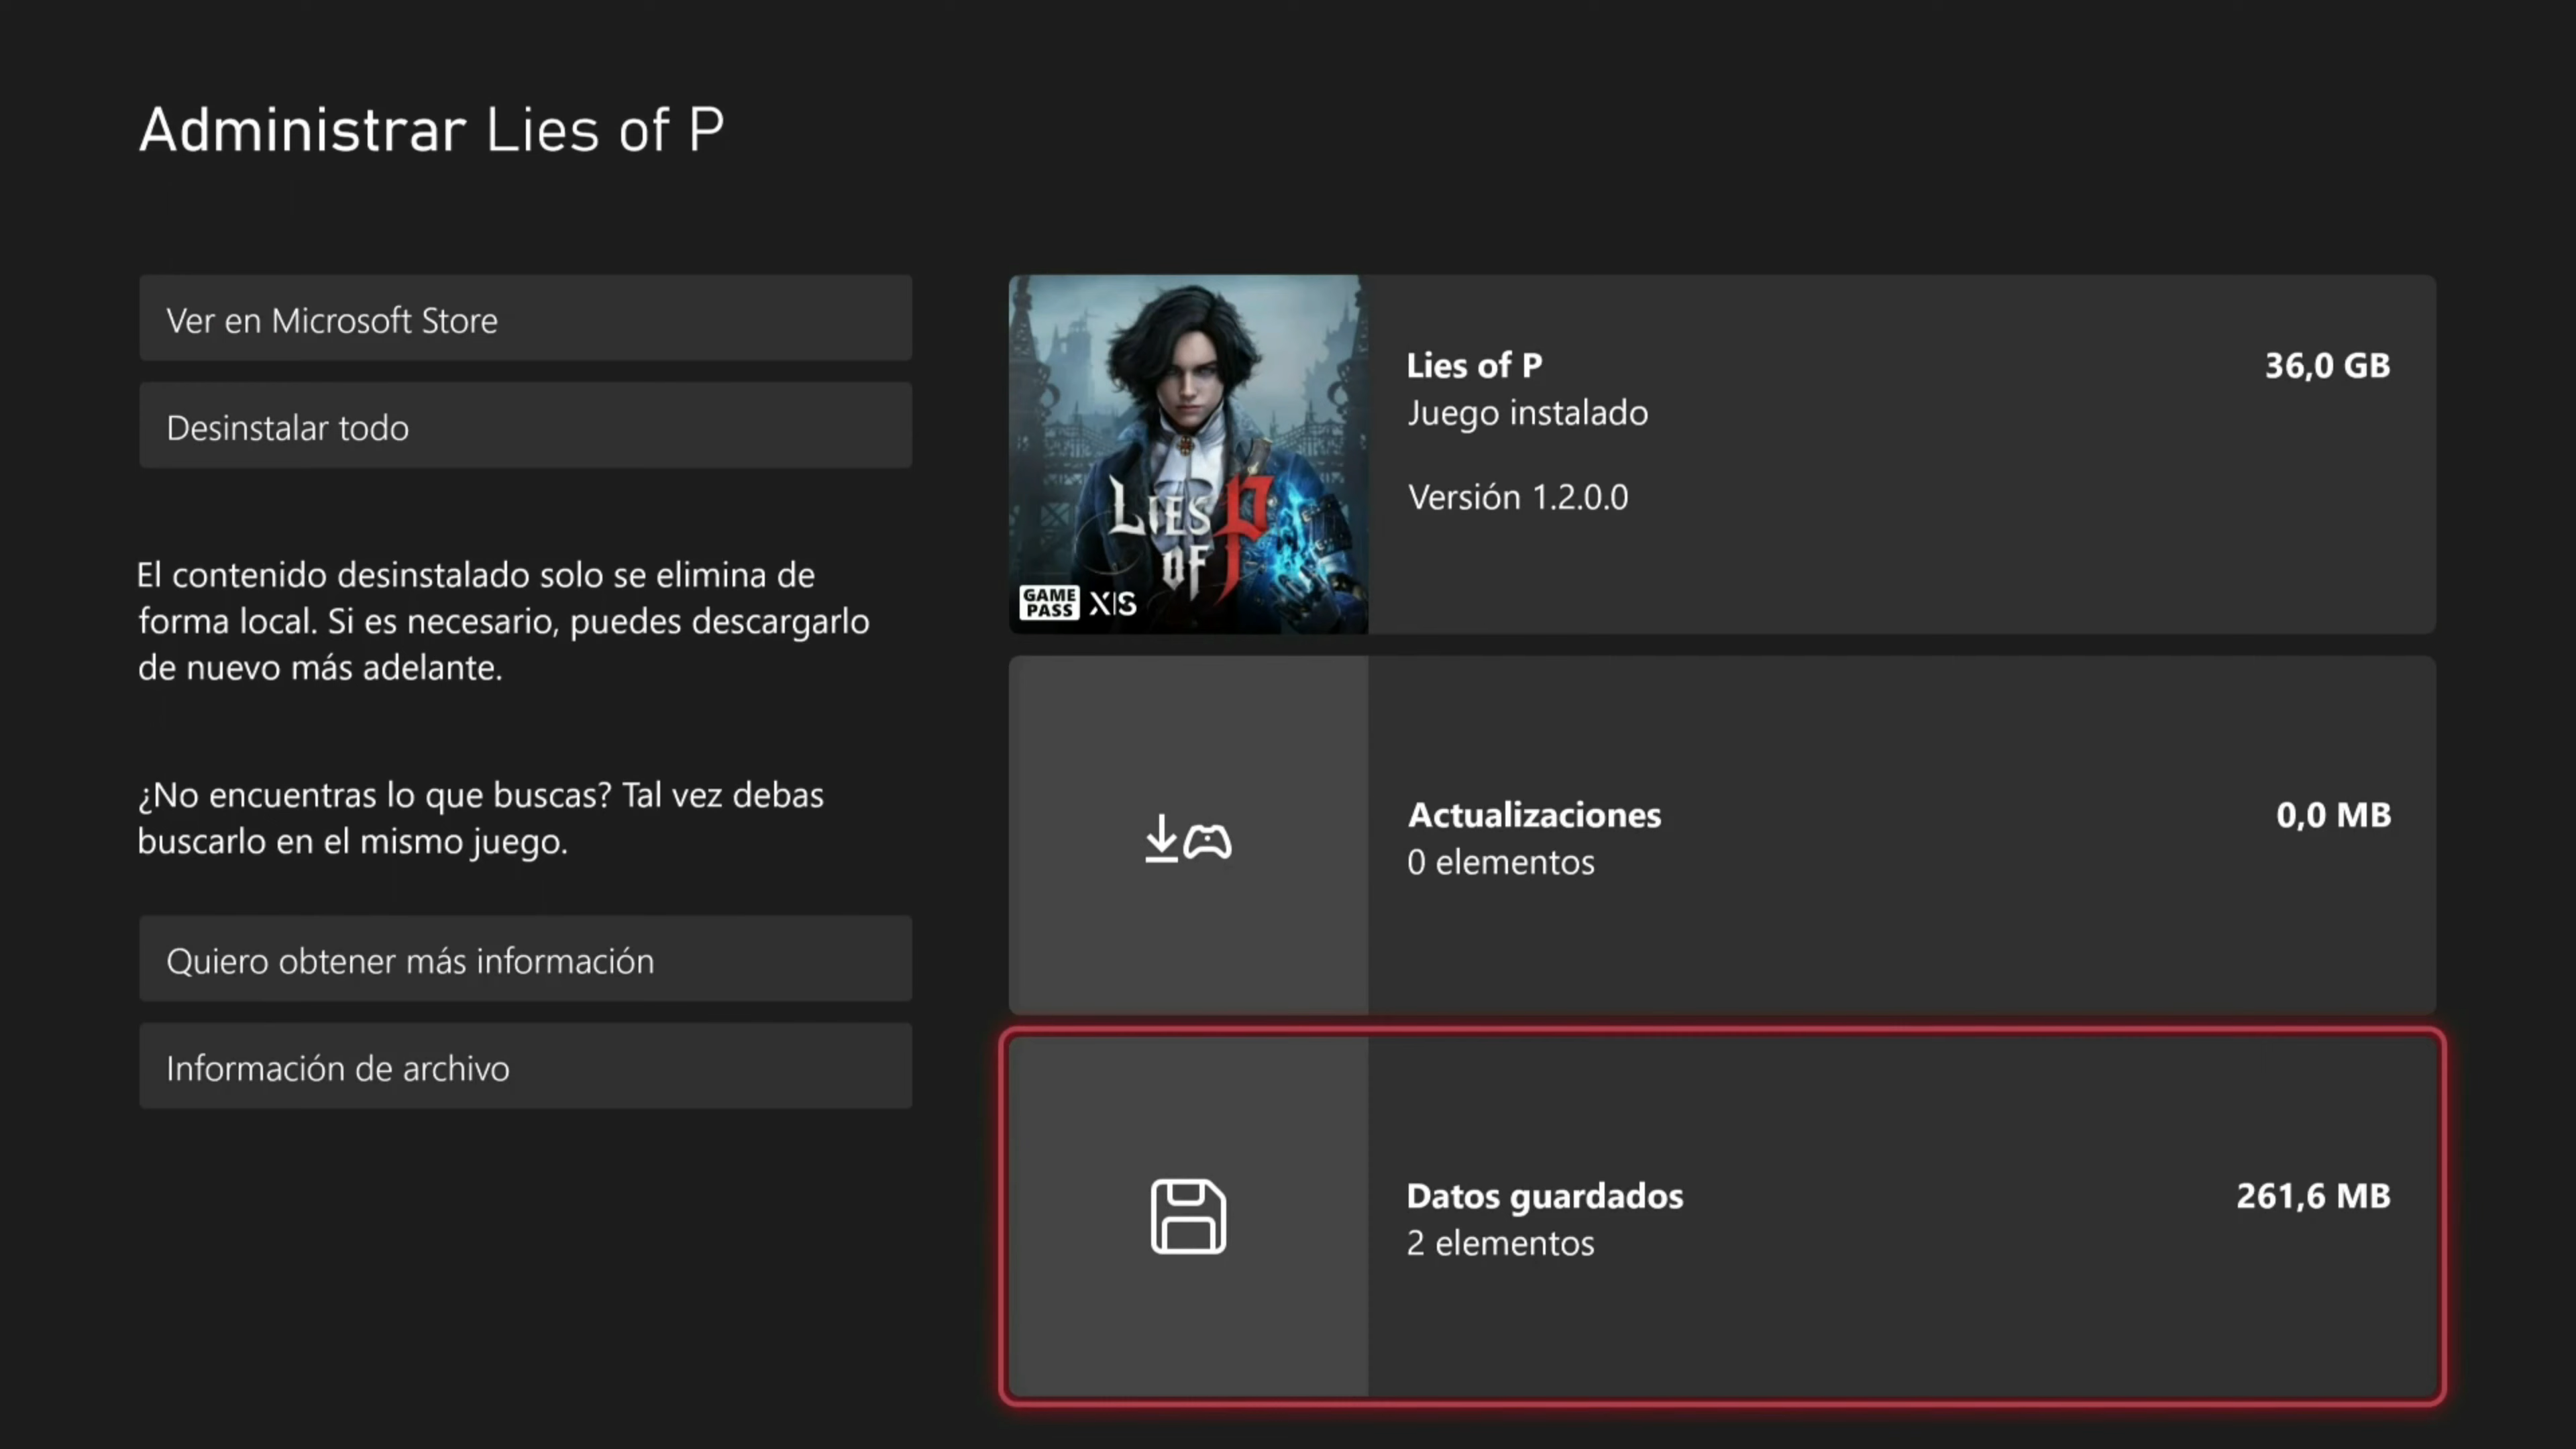 Administrar Lies of P
Ver en Microsoft Store
Desinstalar todo
El contenido desinstalado solo se elimina de
forma local. Si es necesario, puedes descargarlo
de nuevo más adelante.
¿No encuentras lo que buscas? Tal vez debas
buscarlo en el mismo juego.
Quiero obtener más información
Información de archivo
LIES
OF P
GAME
PASS X|S
Lies of P
36,0 GB
Juego instalado
Versión 1.2.0.0
Actualizaciones
0,0 MB
0 elementos
Datos guardados
261,6 MB
2 elementos